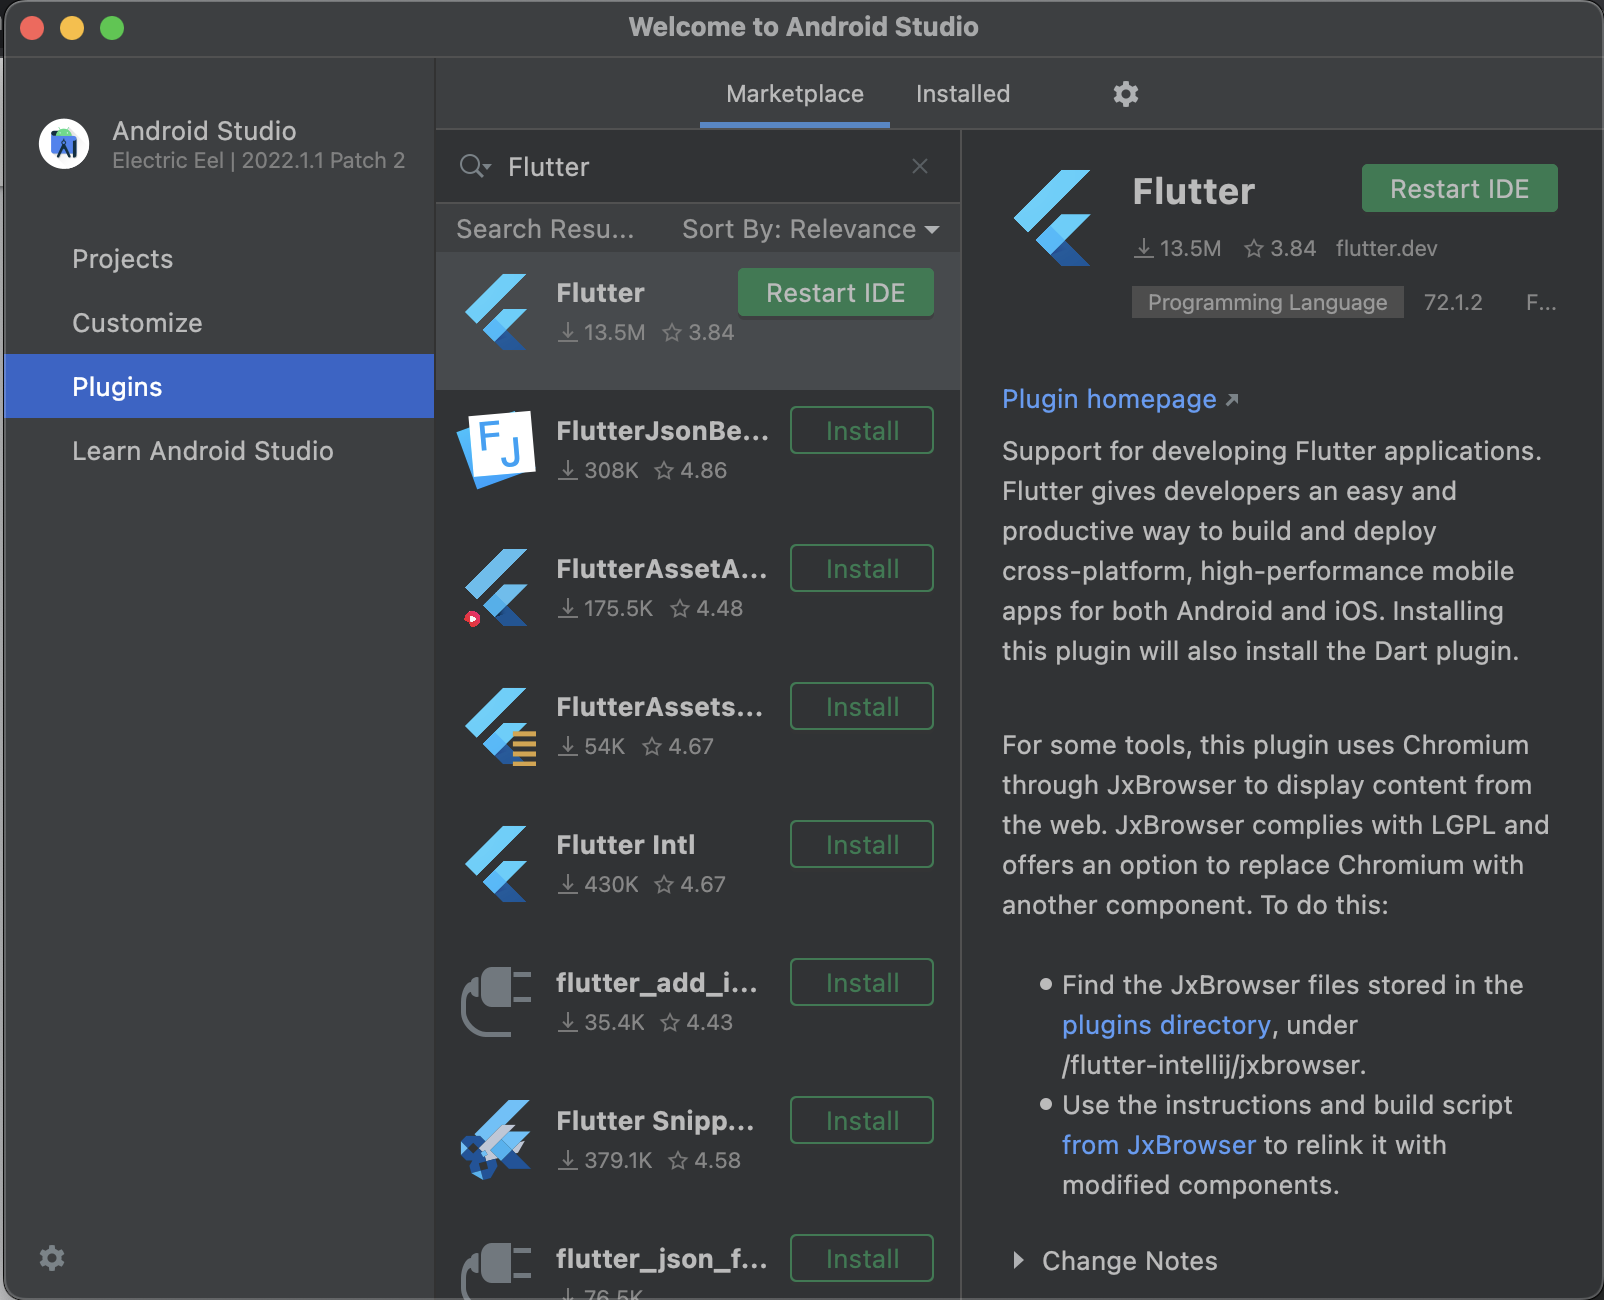 Welcome to Android Studio
Android Studio
Electric Eel | 2022.1.1 Patch 2
Projects
Customize
Plugins
Learn Android Studio
Marketplace
Installed
Flutter
Search Resu...
Sort By: Relevance
Flutter
Restart IDE
13.5M 3.84
FlutterJsonBe...
Install
308K 4.86
FlutterAssetA...
Install
175.5K 4.48
FlutterAssets...
Install
54K 4.67
Flutter Intl
Install
430K 4.67
flutter_add_i...
Install
35.4K 4.43
Flutter Snipp...
Install
379.1K 4.58
flutter_json_f...
Install
76.5K
Flutter
Restart IDE
13.5M 3.84 flutter.dev
Programming Language 72.1.2 F...
Plugin homepage
Support for developing Flutter applications.
Flutter gives developers an easy and
productive way to build and deploy
cross-platform, high-performance mobile
apps for both Android and iOS. Installing
this plugin will also install the Dart plugin.
For some tools, this plugin uses Chromium
through JxBrowser to display content from
the web. JxBrowser complies with LGPL and
offers an option to replace Chromium with
another component. To do this:
Find the JxBrowser files stored in the
plugins directory, under
/flutter-intellij/jxbrowser.
Use the instructions and build script
from JxBrowser to relink it with
modified components.
Change Notes